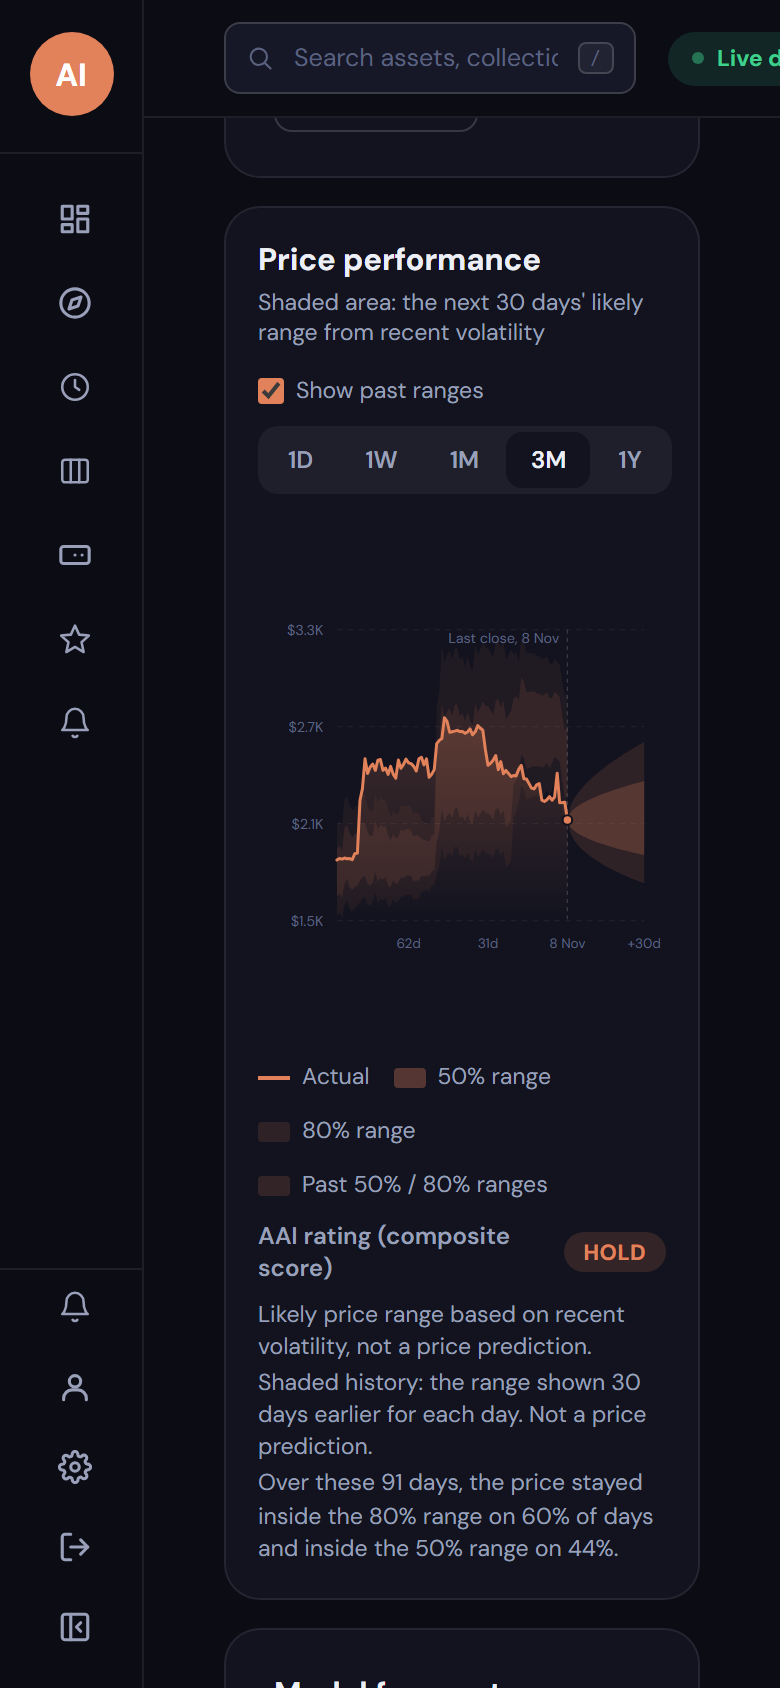 AI
Search assets, collectic
/
Live d
Price performance
Shaded area: the next 30 days' likely
range from recent volatility
Show past ranges
1D 1W 1M 3M 1Y
$3.3K
Last close, 8 Nov
$2.7K
$2.1K
$1.5K
62d 31d 8 Nov +30d
Actual 50% range
80% range
Past 50% / 80% ranges
AAI rating (composite
score)
HOLD
Likely price range based on recent
volatility, not a price prediction.
Shaded history: the range shown 30
days earlier for each day. Not a price
prediction.
Over these 91 days, the price stayed
inside the 80% range on 60% of days
and inside the 50% range on 44%.